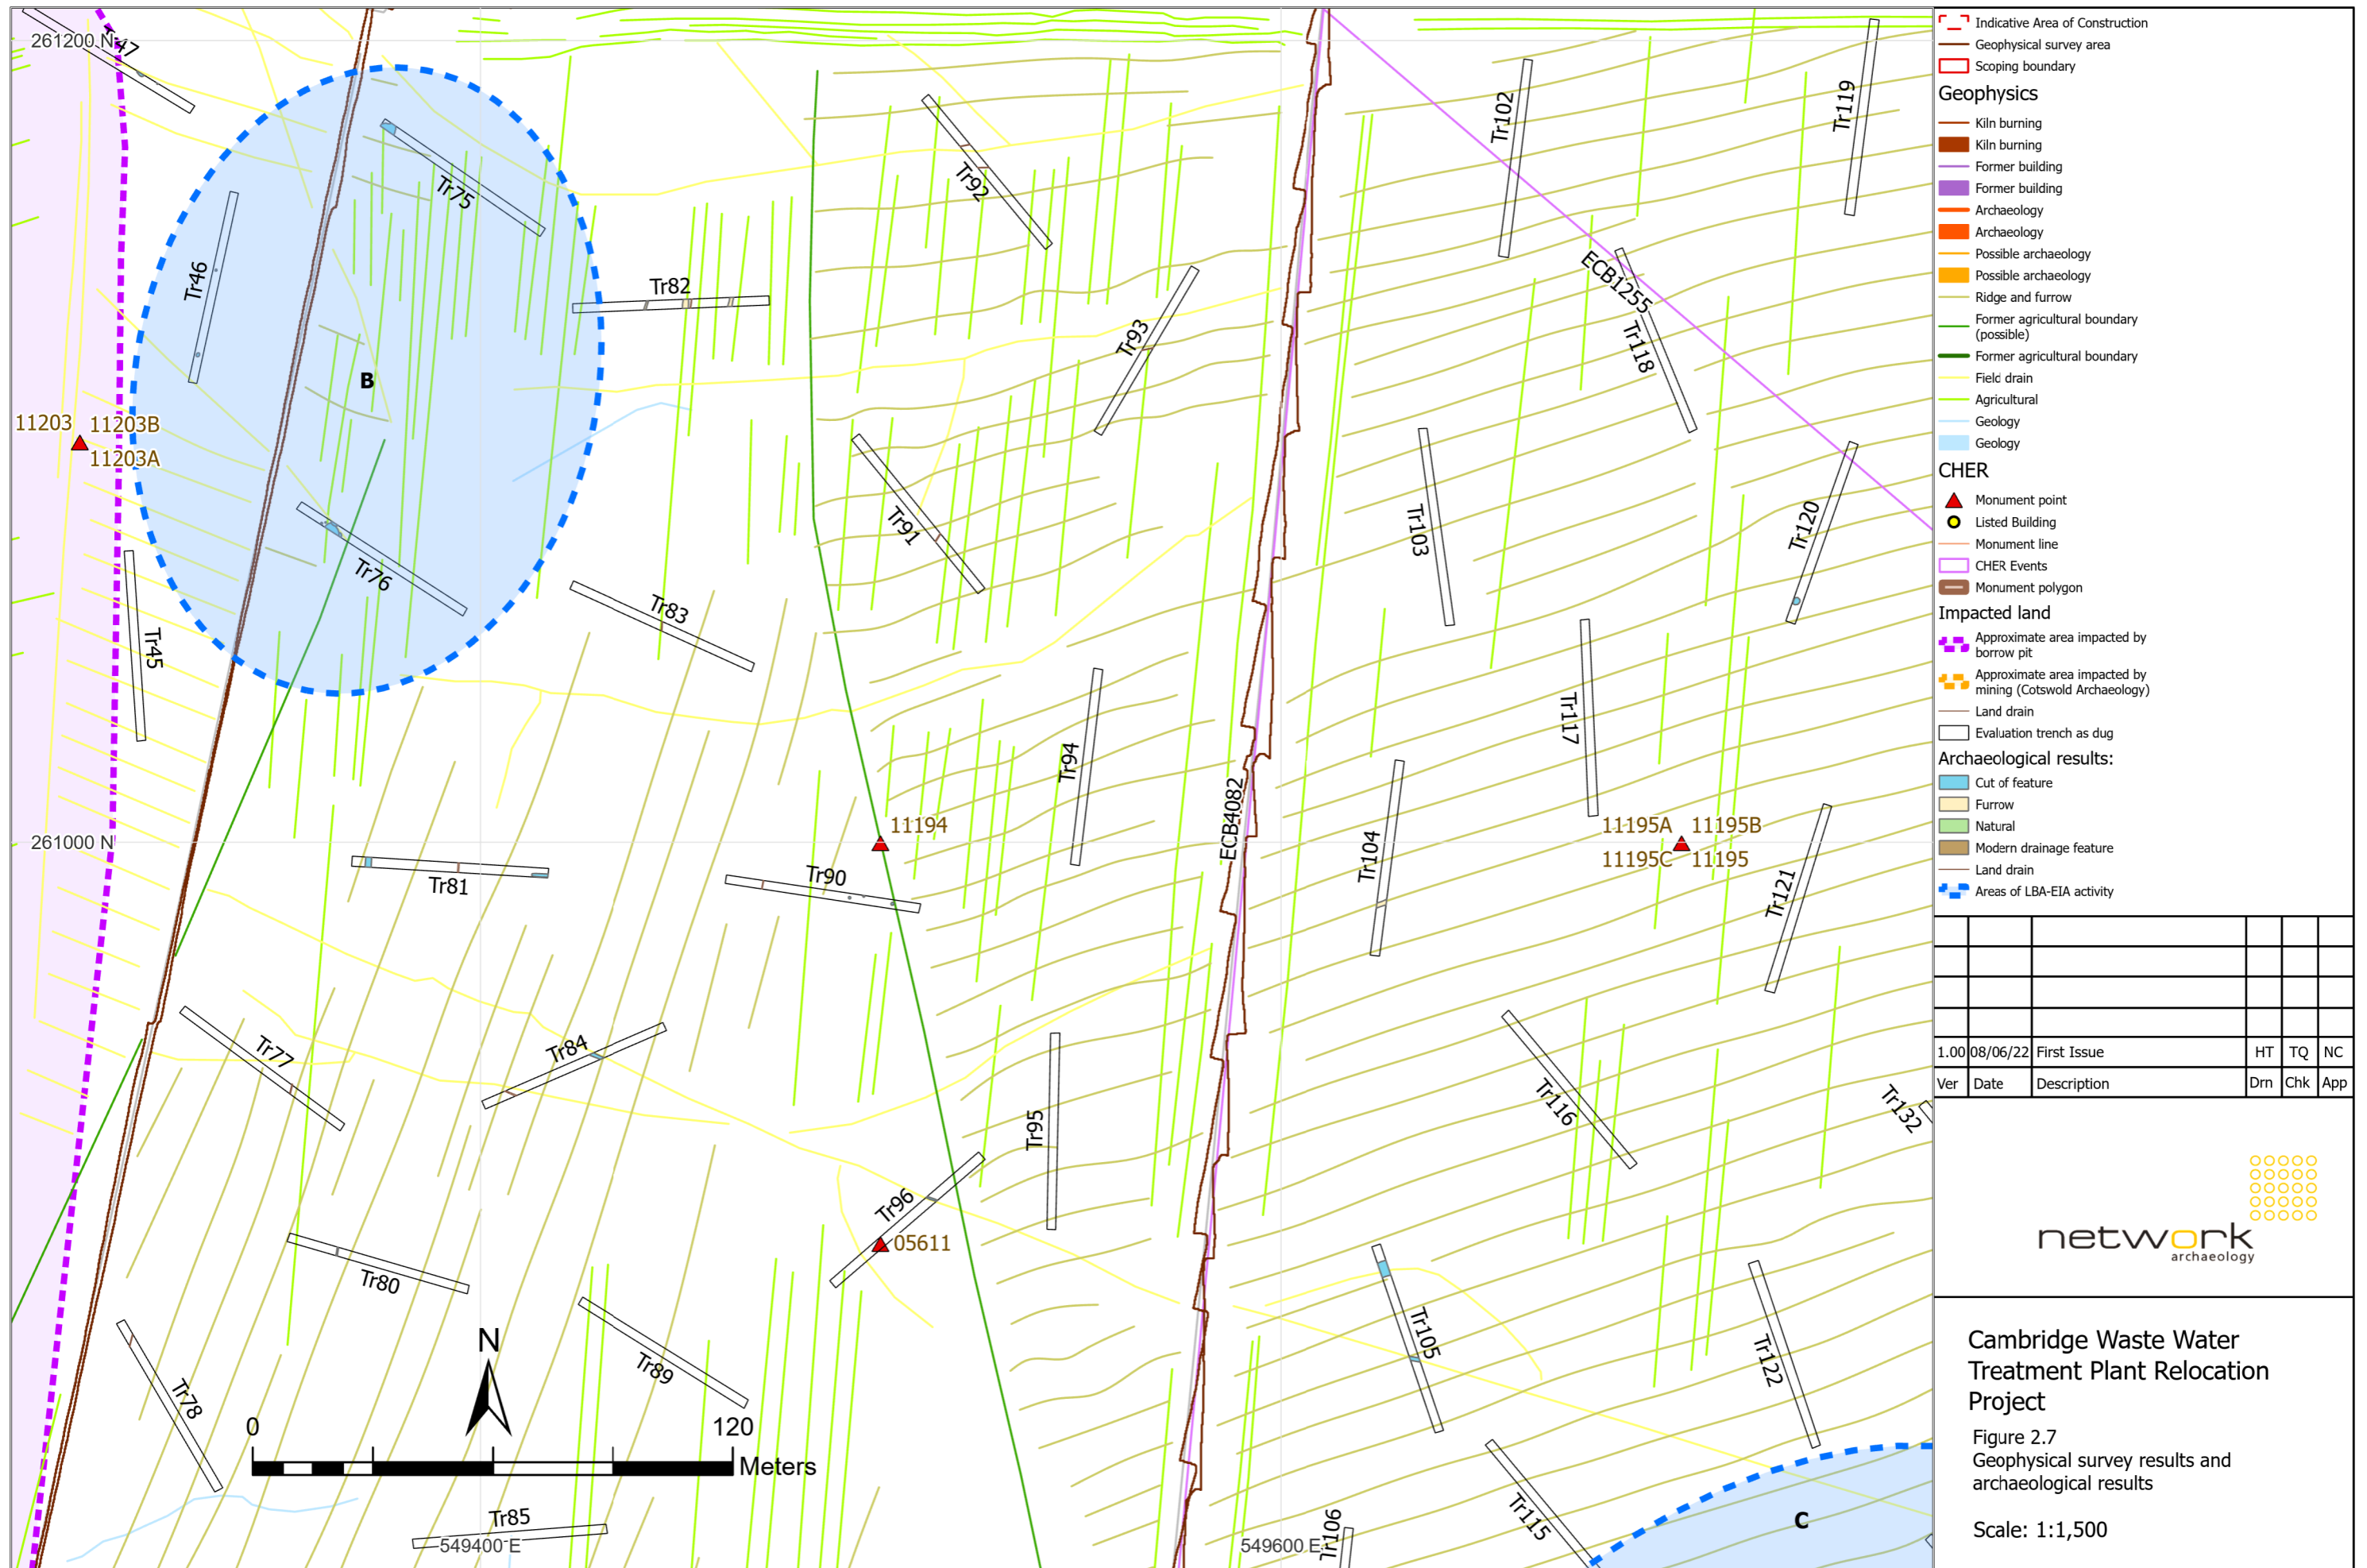 261200 N
Tr47
Tr75
Tr46
Tr82
B
11203
11203B
11203A
Tr76
Tr45
Tr83
Tr92
Tr93
Tr91
Tr102
Tr119
ECB1255
Tr118
Tr103
Tr120
Tr94
Tr117
ECB4082
261000 N
11194
Tr81
Tr90
Tr104
11195A
11195B
11195C
11195
Tr121
Tr77
Tr84
Tr95
Tr116
Tr132
Tr96
05611
Tr80
Tr89
Tr105
Tr122
Tr78
N
0
120
Meters
Tr85
549400 E
549600 E
Tr106
Tr115
C
Indicative Area of Construction
Geophysical survey area
Scoping boundary
Geophysics
Kiln burning
Kiln burning
Former building
Former building
Archaeology
Archaeology
Possible archaeology
Possible archaeology
Ridge and furrow
Former agricultural boundary
(possible)
Former agricultural boundary
Field drain
Agricultural
Geology
Geology
CHER
Monument point
Listed Building
Monument line
CHER Events
Monument polygon
Impacted land
Approximate area impacted by
borrow pit
Approximate area impacted by
mining (Cotswold Archaeology)
Land drain
Evaluation trench as dug
Archaeological results:
Cut of feature
Furrow
Natural
Modern drainage feature
Land drain
Areas of LBA-EIA activity
1.00 08/06/22 First Issue HT TQ NC
Ver Date Description Drn Chk App
network
archaeology
Cambridge Waste Water
Treatment Plant Relocation
Project
Figure 2.7
Geophysical survey results and
archaeological results
Scale: 1:1,500